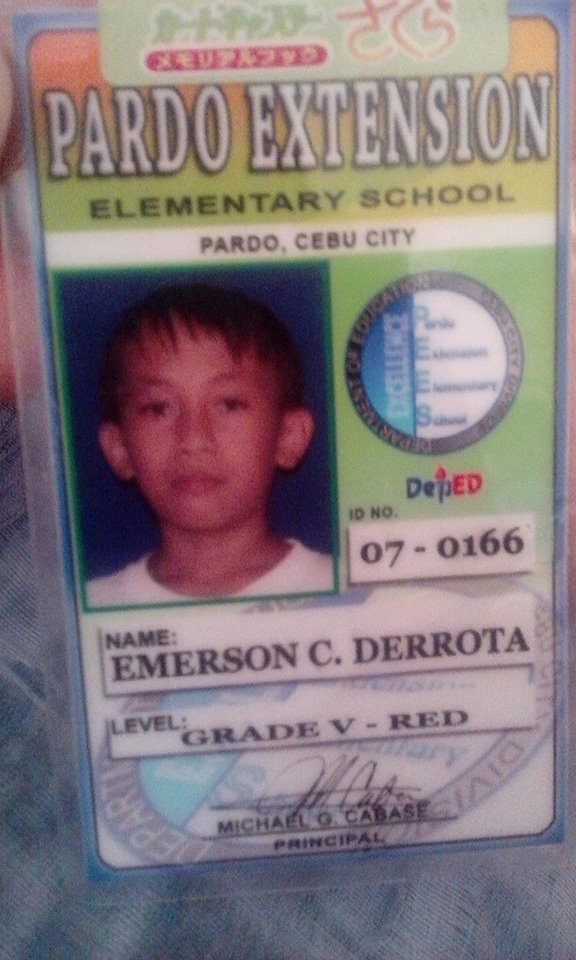 カードキャプター さくら
メモリアルブック
PARDO EXTENSION
ELEMENTARY SCHOOL
PARDO, CEBU CITY
DEPARTMENT OF EDUCATION
EXCELLENCE
Pardo
Extension
Elementary
School
DepED
ID NO.
07 - 0166
NAME:
EMERSON C. DERROTA
LEVEL:
GRADE V - RED
MICHAEL G. CABASE
PRINCIPAL